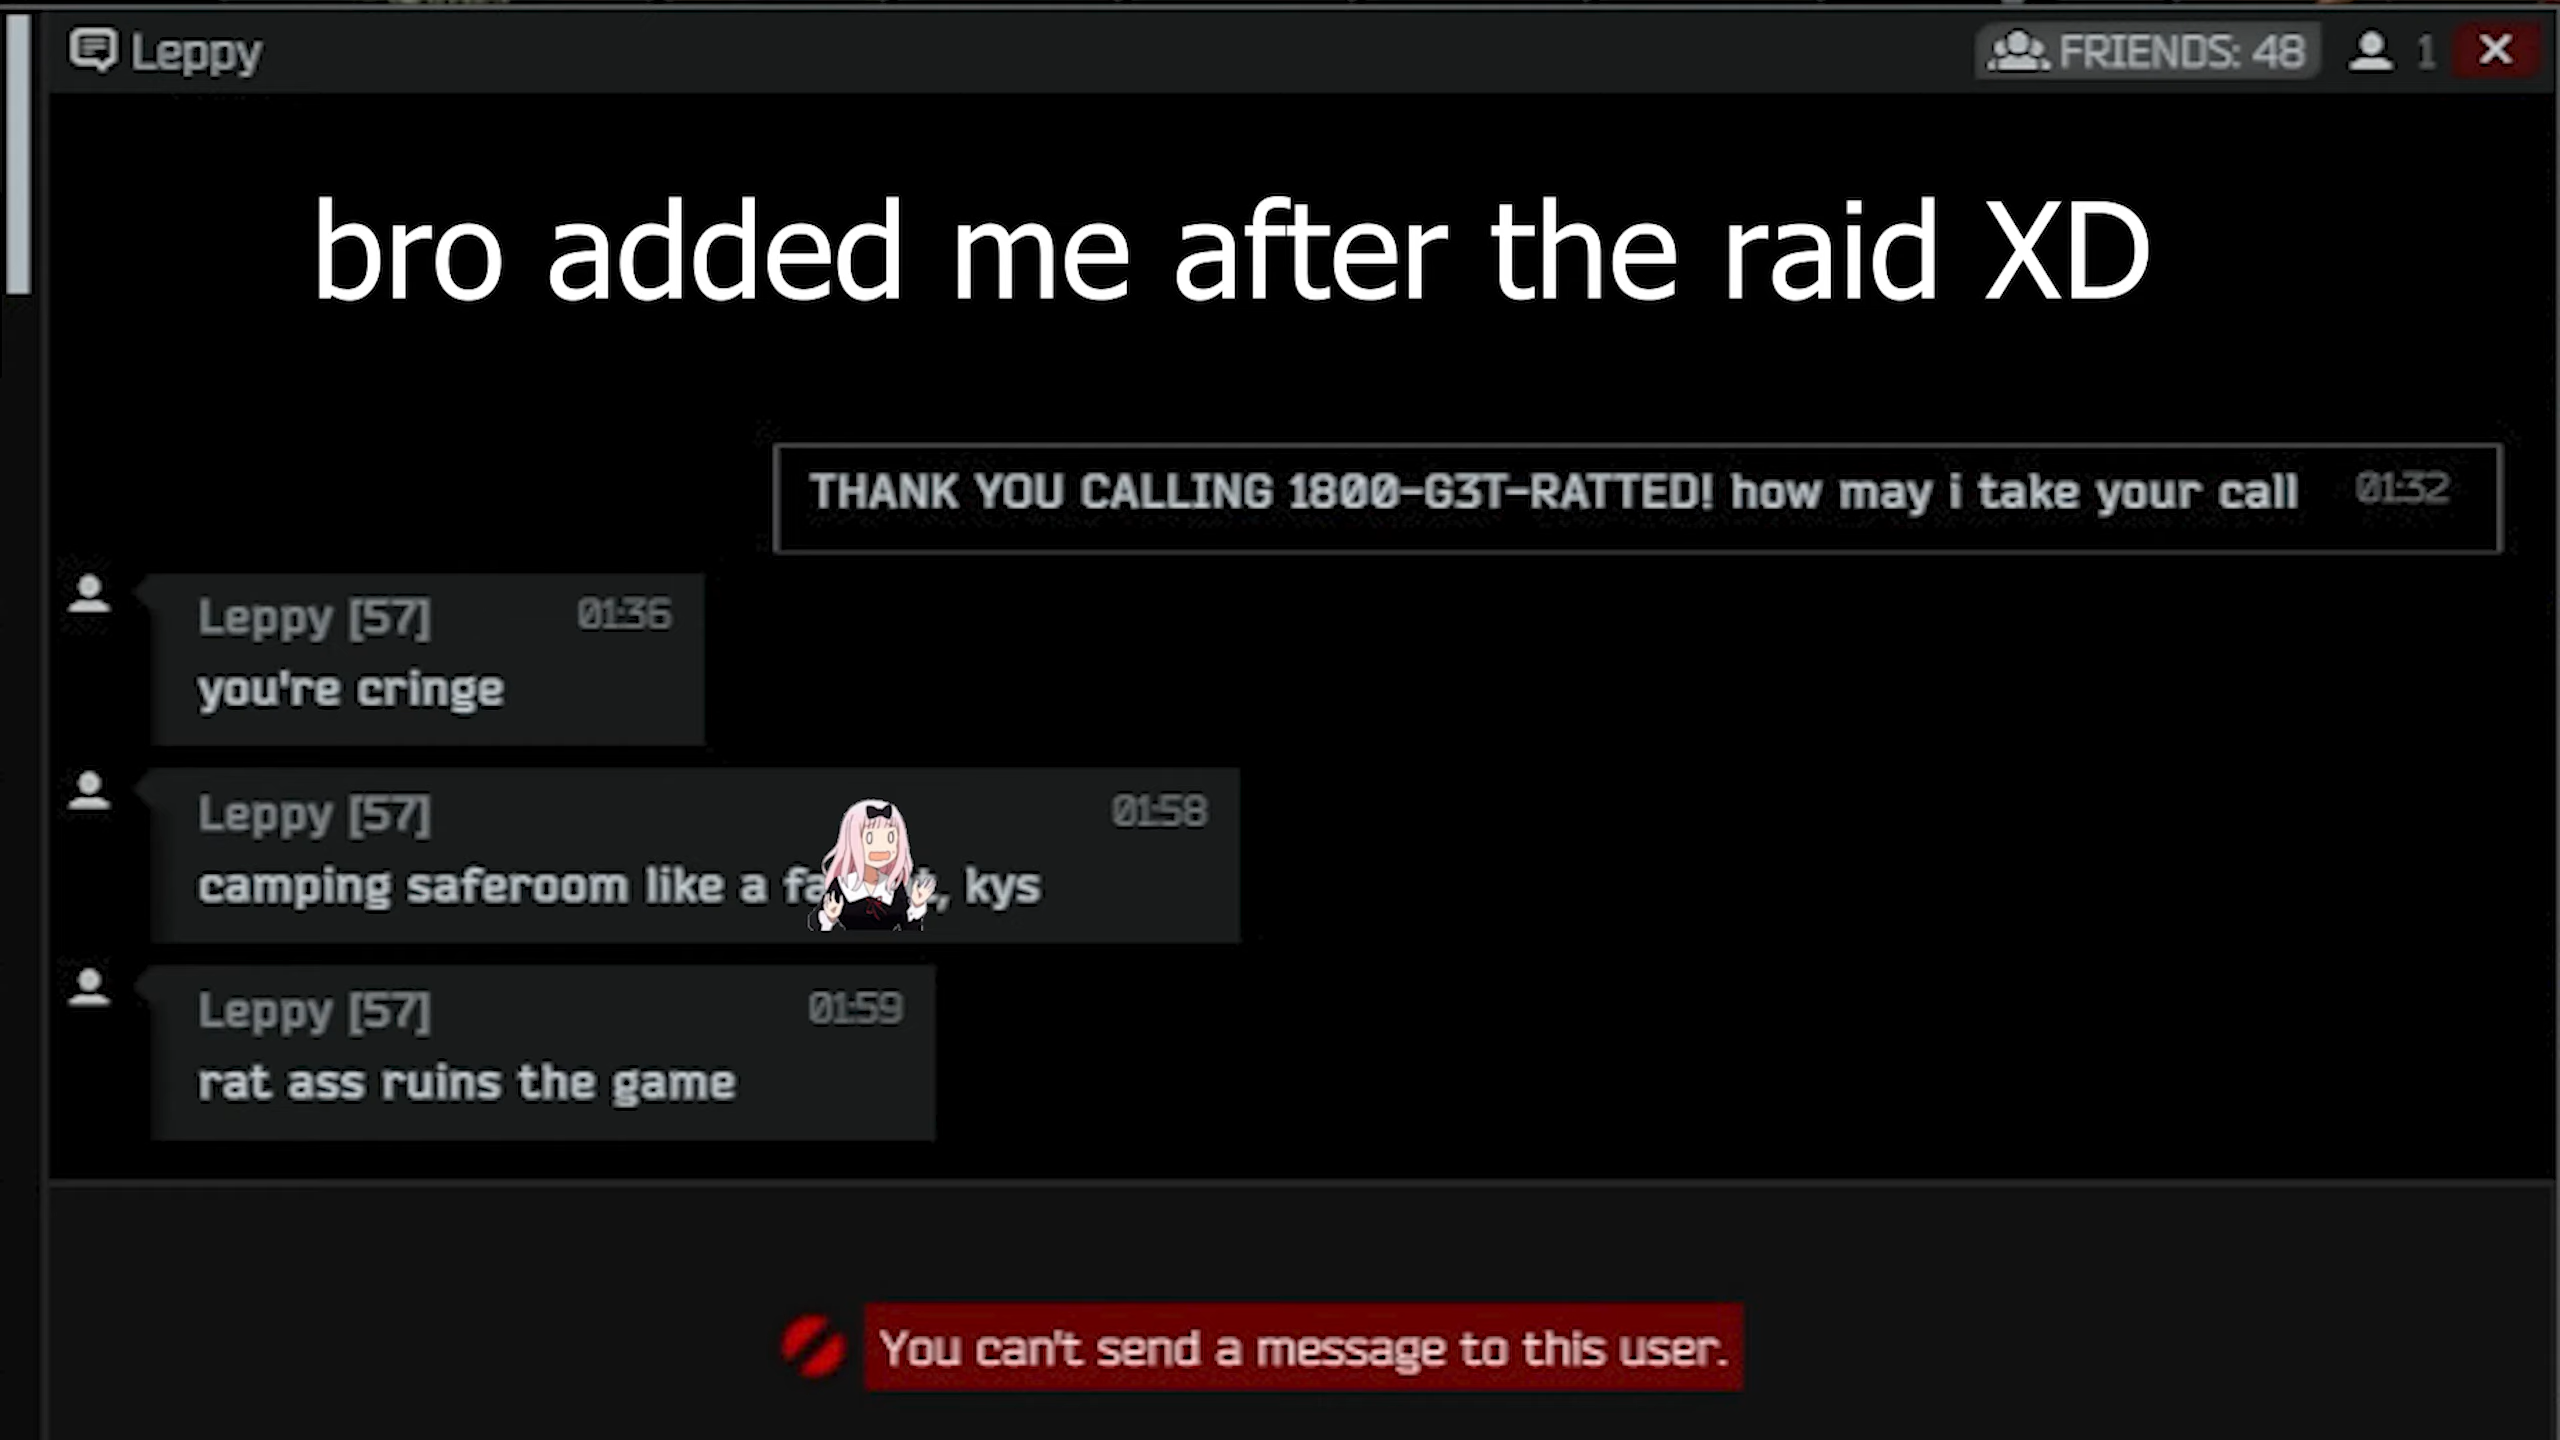 Leppy
FRIENDS: 48 1
bro added me after the raid XD
THANK YOU CALLING 1800-G3T-RATTED! how may i take your call 01:32
Leppy [57] 01:36
you're cringe
Leppy [57] 01:58
camping saferoom like a , kys
Leppy [57] 01:59
rat ass ruins the game
You can't send a message to this user.